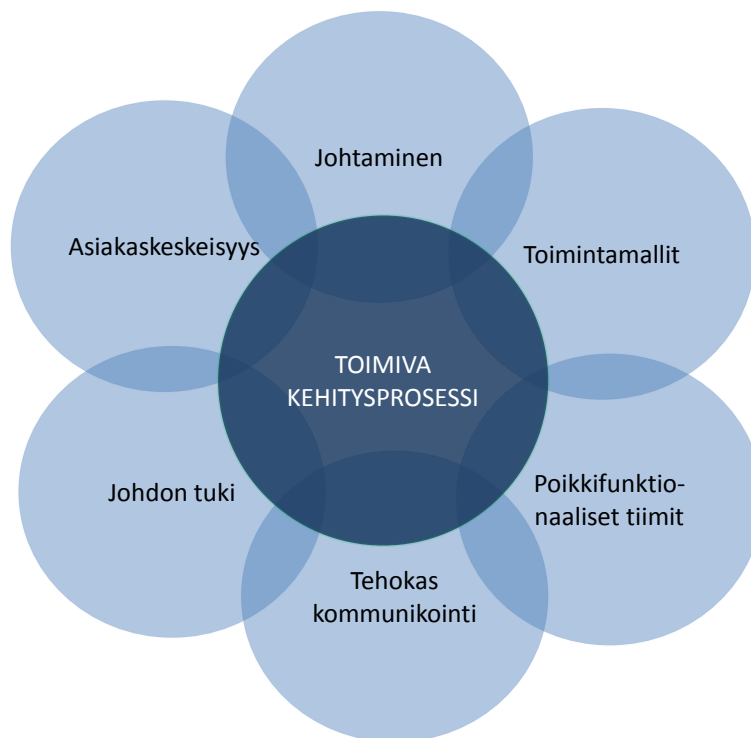 Johtaminen
Asiakaskeskeisyys
Toimintamallit
TOIMIVA
KEHITYSPROSESSI
Johdon tuki
Poikkifunktio-
naaliset tiimit
Tehokas
kommunikointi